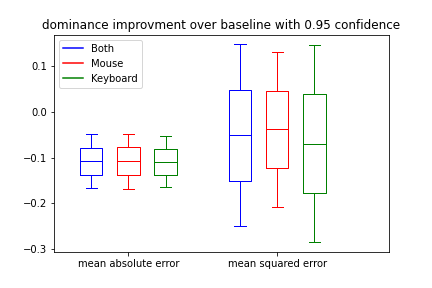 dominance improvment over baseline with 0.95 confidence
Both
Mouse
Keyboard
0.1
0.0
−0.1
−0.2
−0.3
mean absolute error
mean squared error